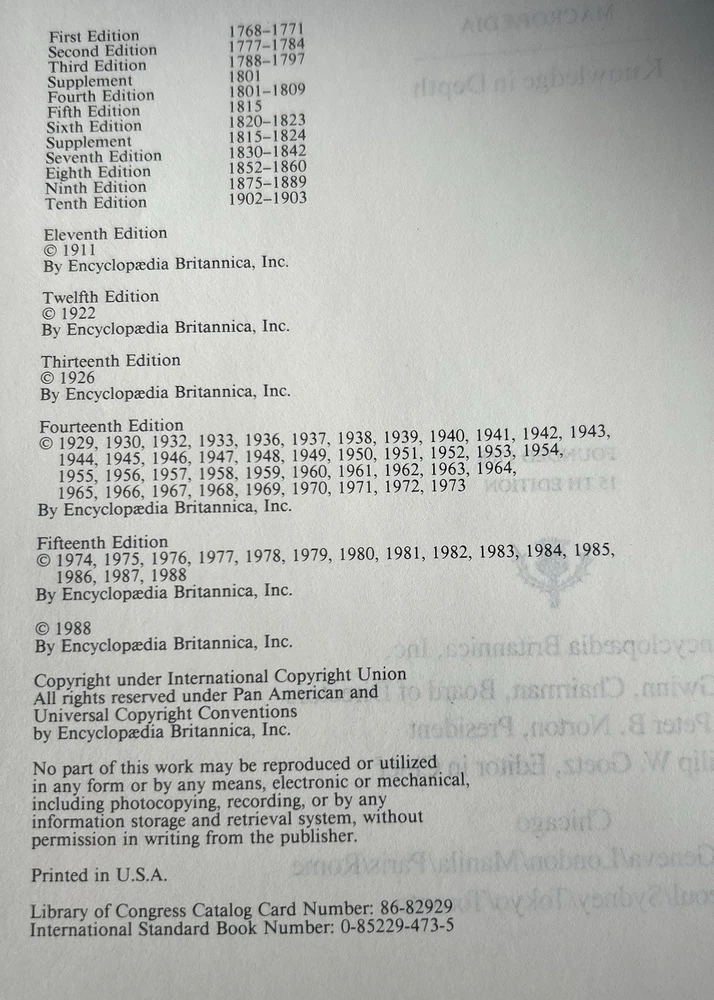 First Edition 1768–1771
Second Edition 1777–1784
Third Edition 1788–1797
Supplement 1801
Fourth Edition 1801–1809
Fifth Edition 1815
Sixth Edition 1820–1823
Supplement 1815–1824
Seventh Edition 1830–1842
Eighth Edition 1852–1860
Ninth Edition 1875–1889
Tenth Edition 1902–1903
Eleventh Edition
© 1911
By Encyclopædia Britannica, Inc.
Twelfth Edition
© 1922
By Encyclopædia Britannica, Inc.
Thirteenth Edition
© 1926
By Encyclopædia Britannica, Inc.
Fourteenth Edition
© 1929, 1930, 1932, 1933, 1936, 1937, 1938, 1939, 1940, 1941, 1942, 1943,
1944, 1945, 1946, 1947, 1948, 1949, 1950, 1951, 1952, 1953, 1954,
1955, 1956, 1957, 1958, 1959, 1960, 1961, 1962, 1963, 1964,
1965, 1966, 1967, 1968, 1969, 1970, 1971, 1972, 1973
By Encyclopædia Britannica, Inc.
Fifteenth Edition
© 1974, 1975, 1976, 1977, 1978, 1979, 1980, 1981, 1982, 1983, 1984, 1985,
1986, 1987, 1988
By Encyclopædia Britannica, Inc.
© 1988
By Encyclopædia Britannica, Inc.
Copyright under International Copyright Union
All rights reserved under Pan American and
Universal Copyright Conventions
by Encyclopædia Britannica, Inc.
No part of this work may be reproduced or utilized
in any form or by any means, electronic or mechanical,
including photocopying, recording, or by any
information storage and retrieval system, without
permission in writing from the publisher.
Printed in U.S.A.
Library of Congress Catalog Card Number: 86-82929
International Standard Book Number: 0-85229-473-5